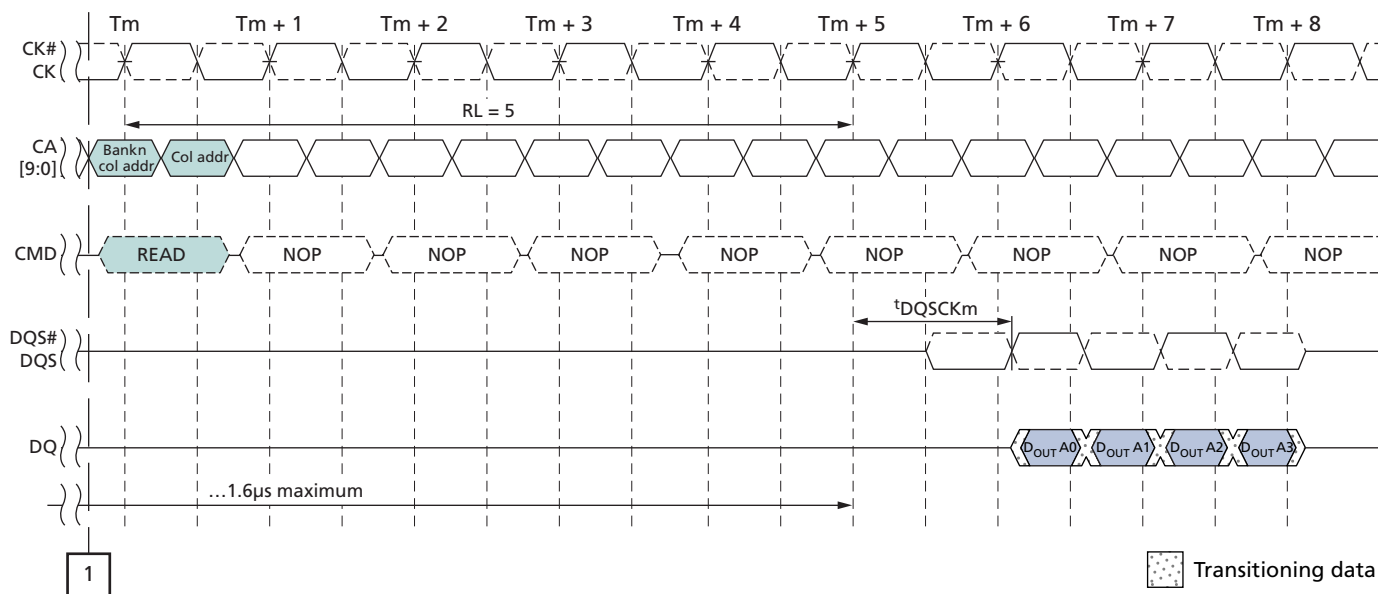 Tm Tm + 1 Tm + 2 Tm + 3 Tm + 4 Tm + 5 Tm + 6 Tm + 7 Tm + 8
CK#
CK
RL = 5
CA
[9:0]
Bankn
col addr
Col addr
CMD READ NOP NOP NOP NOP NOP NOP NOP NOP
tDQSCKm
DQS#
DQS
DQ DOUT A0 DOUT A1 DOUT A2 DOUT A3
...1.6µs maximum
1
Transitioning data